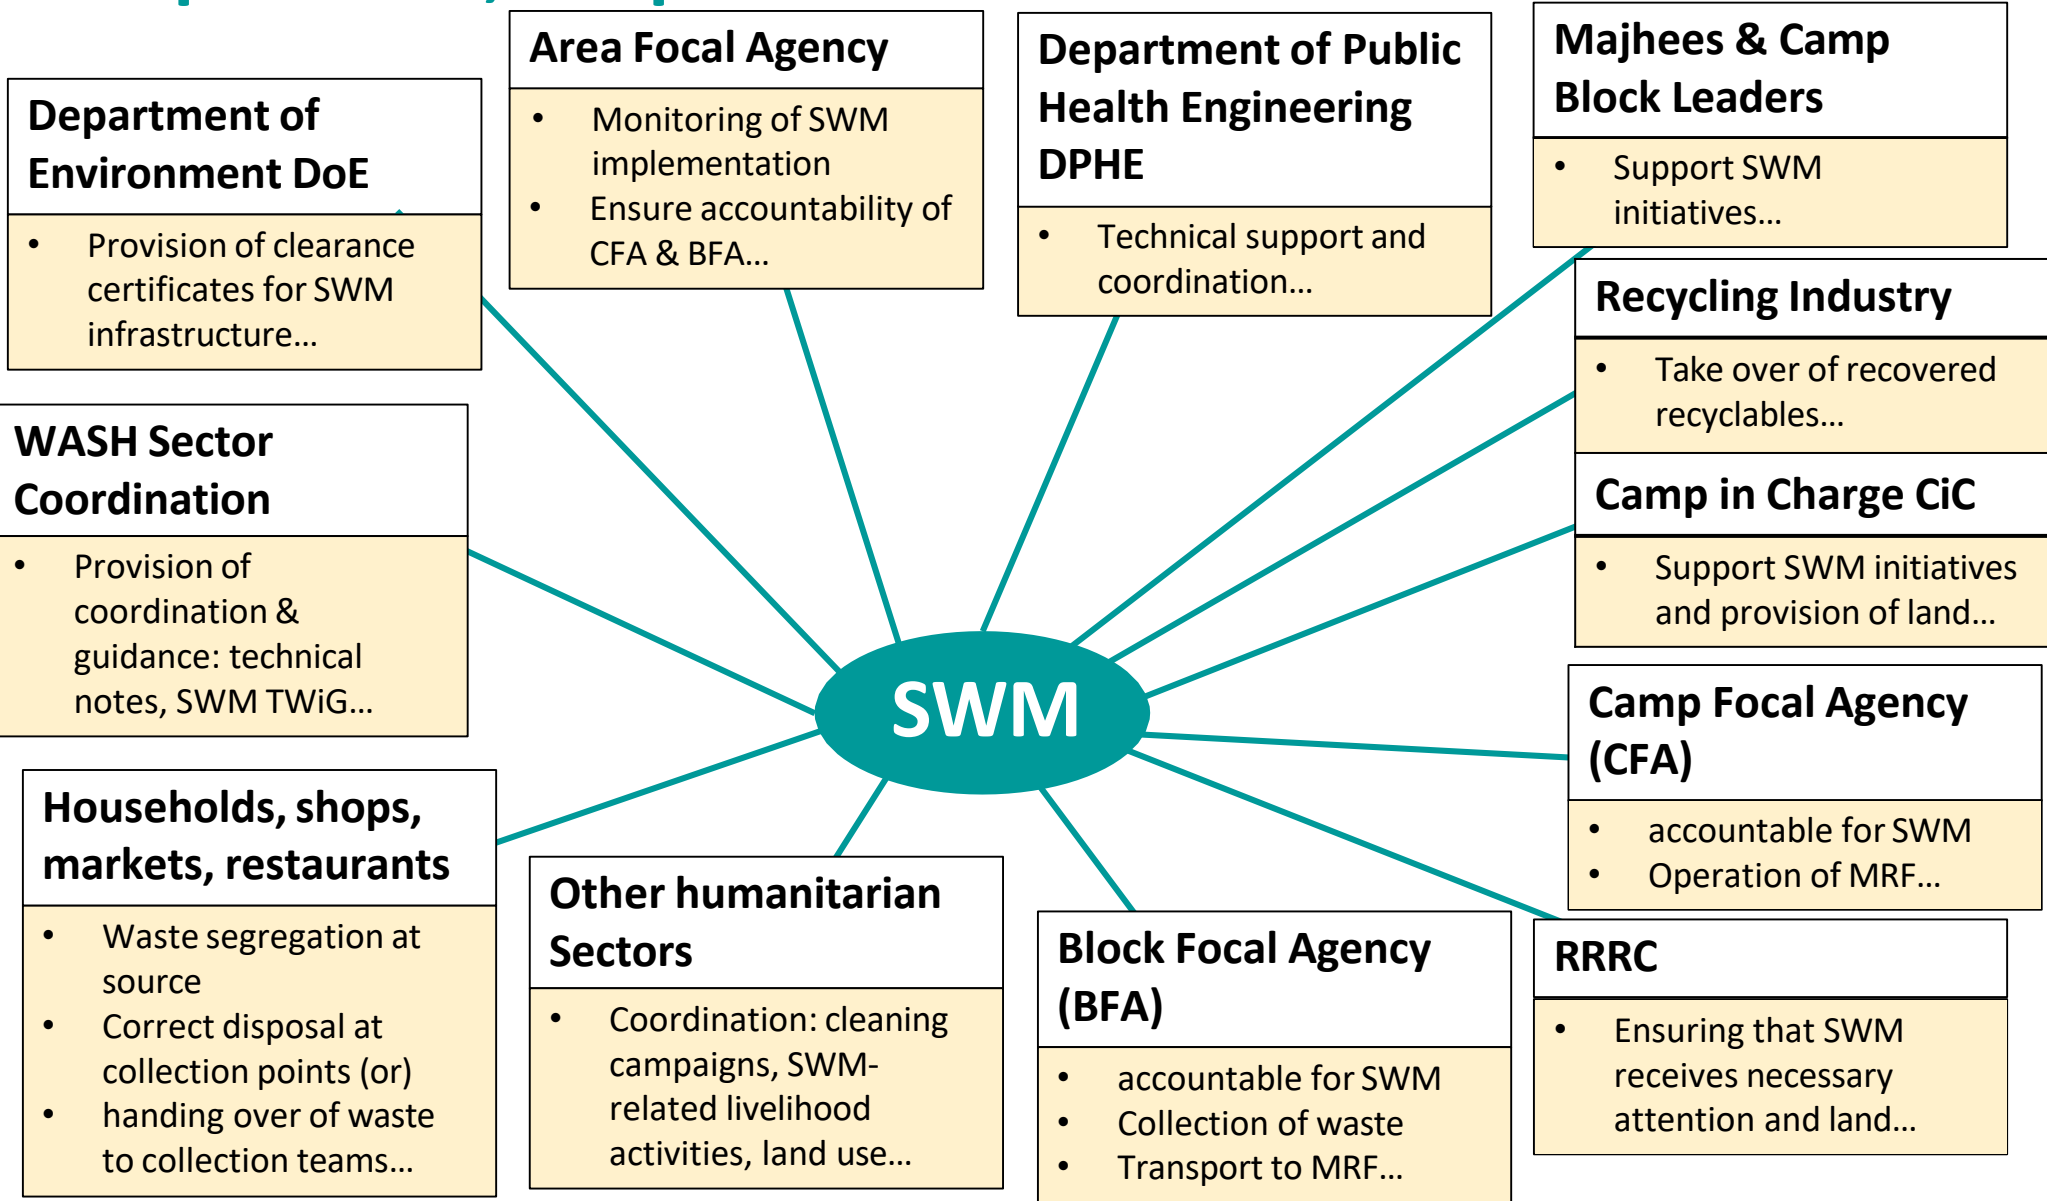 Department of
Environment DoE
• Provision of clearance
certificates for SWM
infrastructure...
Area Focal Agency
• Monitoring of SWM
implementation
• Ensure accountability of
CFA & BFA...
Department of Public
Health Engineering
DPHE
• Technical support and
coordination...
Majhees & Camp
Block Leaders
• Support SWM
initiatives...
Recycling Industry
• Take over of recovered
recyclables...
Camp in Charge CiC
• Support SWM initiatives
and provision of land...
WASH Sector
Coordination
• Provision of
coordination &
guidance: technical
notes, SWM TWiG...
SWM
Camp Focal Agency
(CFA)
• accountable for SWM
• Operation of MRF...
Households, shops,
markets, restaurants
• Waste segregation at
source
• Correct disposal at
collection points (or)
• handing over of waste
to collection teams...
Other humanitarian
Sectors
• Coordination: cleaning
campaigns, SWM-
related livelihood
activities, land use...
Block Focal Agency
(BFA)
• accountable for SWM
• Collection of waste
• Transport to MRF...
RRRC
• Ensuring that SWM
receives necessary
attention and land...